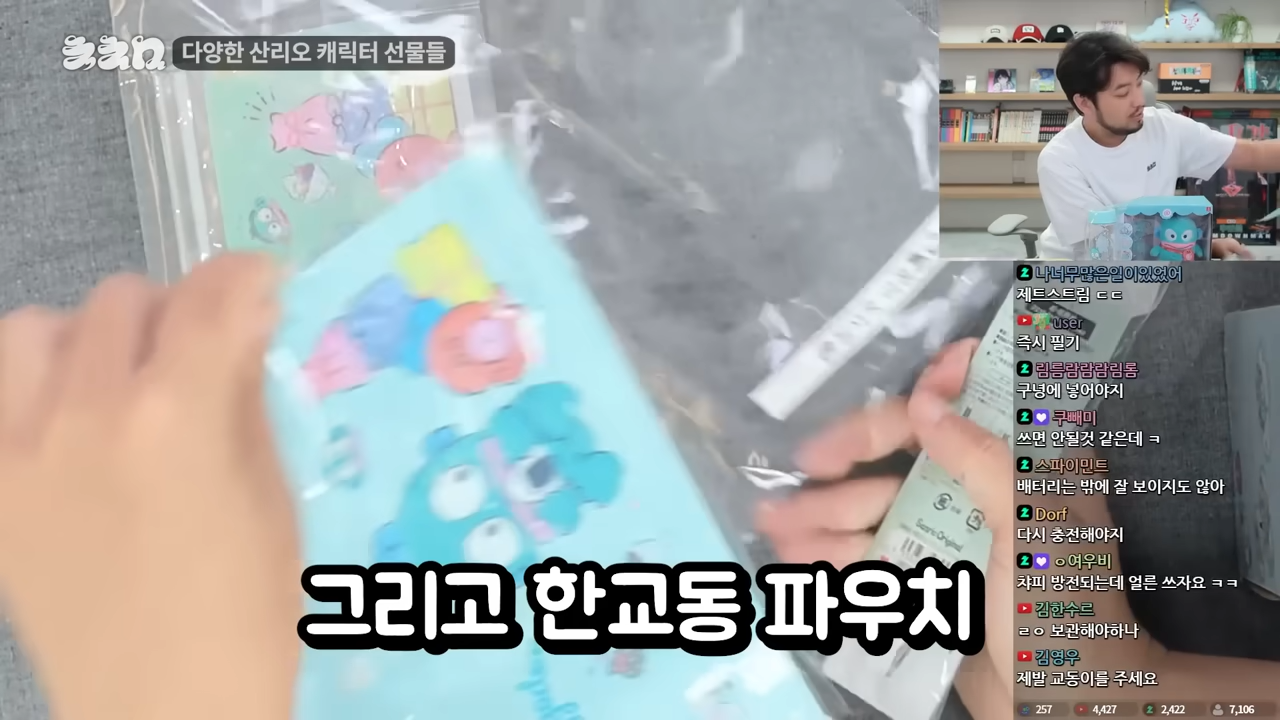 다양한 산리오 캐릭터 선물들
나너무많은일이있었어
제트스트림 ㄷㄷ
user
즉시 필기
림름람람람림롬
구녕에 넣어야지
쿠빼미
쓰면 안될것 같은데 ㅋ
스파이민트
배터리는 밖에 잘 보이지도 않아
Dorf
다시 충전해야지
ㅇ여우비
챠피 방전되는데 얼른 쓰자요 ㅋㅋ
김한수르
ㄹㅇ 보관해야하나
김영우
제발 교동이를 주세요
그리고 한교동 파우치
257 4,427 2,422 7,106